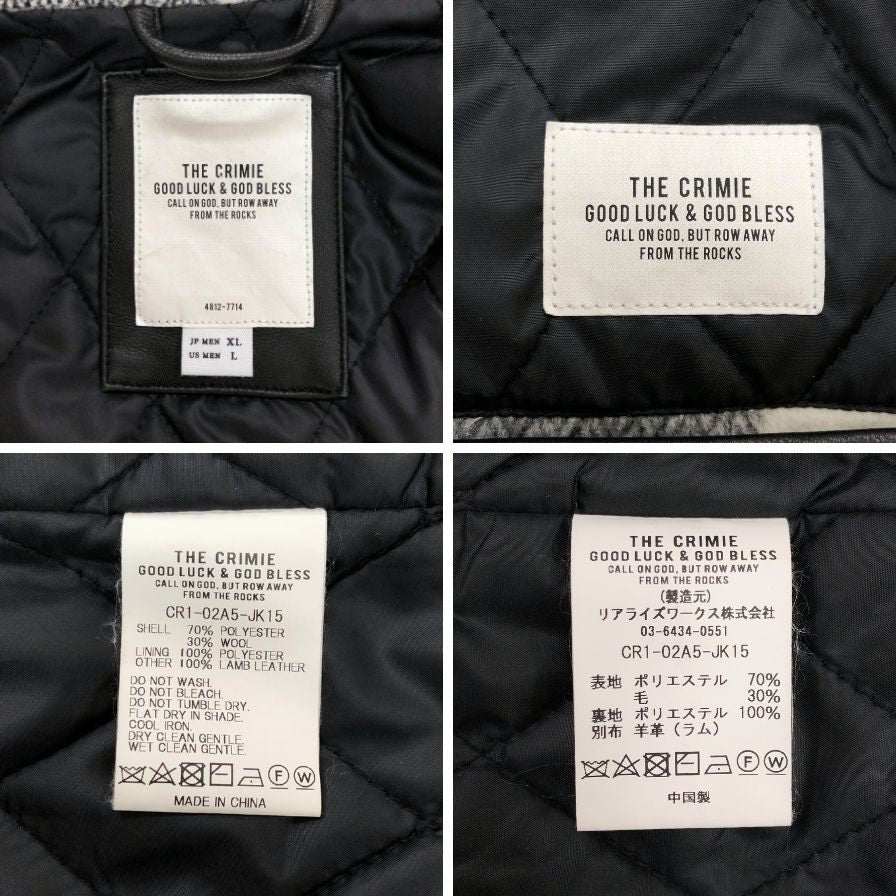 THE CRIMIE
GOOD LUCK & GOD BLESS
CALL ON GOD, BUT ROW AWAY
FROM THE ROCKS
4812-7714
JP MEN XL
US MEN L
THE CRIMIE
GOOD LUCK & GOD BLESS
CALL ON GOD, BUT ROW AWAY
FROM THE ROCKS
THE CRIMIE
GOOD LUCK & GOD BLESS
CALL ON GOD, BUT ROW AWAY
FROM THE ROCKS
CR1-02A5-JK15
SHELL 70% POLYESTER
30% WOOL
LINING 100% POLYESTER
OTHER 100% LAMB LEATHER
DO NOT WASH.
DO NOT BLEACH.
DO NOT TUMBLE DRY.
FLAT DRY IN SHADE.
COOL IRON.
DRY CLEAN GENTLE.
WET CLEAN GENTLE.
F W
MADE IN CHINA
THE CRIMIE
GOOD LUCK & GOD BLESS
CALL ON GOD, BUT ROW AWAY
FROM THE ROCKS
(製造元)
リアライズワークス株式会社
03-6434-0551
CR1-02A5-JK15
表地 ポリエステル 70%
毛 30%
裏地 ポリエステル 100%
別布 羊革(ラム)
F W
中国製